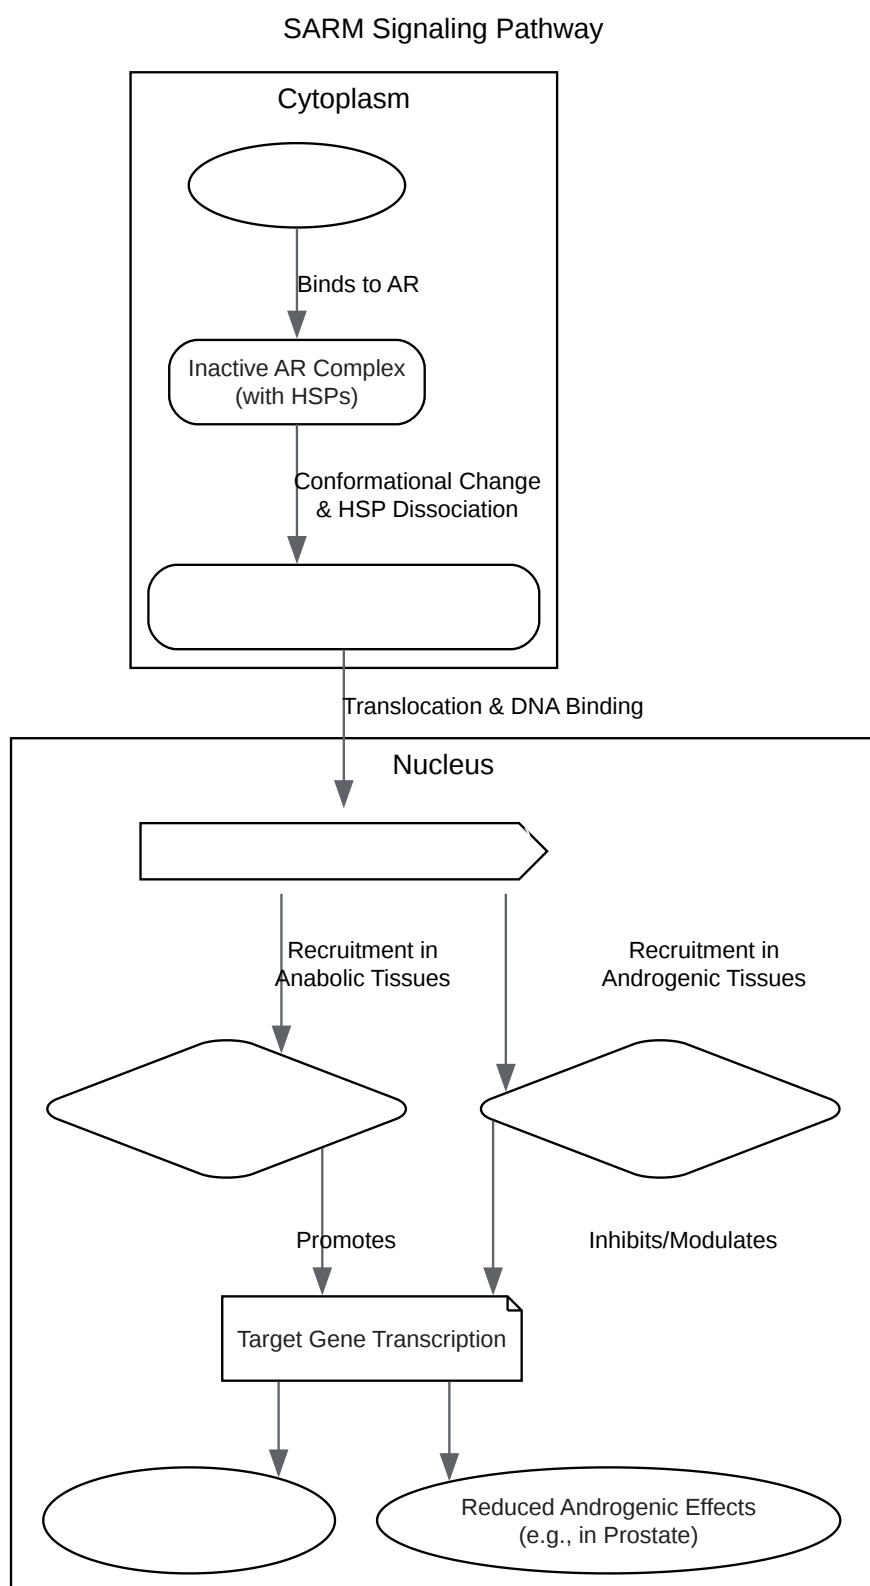 SARM Signaling Pathway
Cytoplasm
Binds to AR
Inactive AR Complex
(with HSPs)
Conformational Change
& HSP Dissociation
Translocation & DNA Binding
Nucleus
Recruitment in
Anabolic Tissues
Recruitment in
Androgenic Tissues
Promotes
Inhibits/Modulates
Target Gene Transcription
Reduced Androgenic Effects
(e.g., in Prostate)